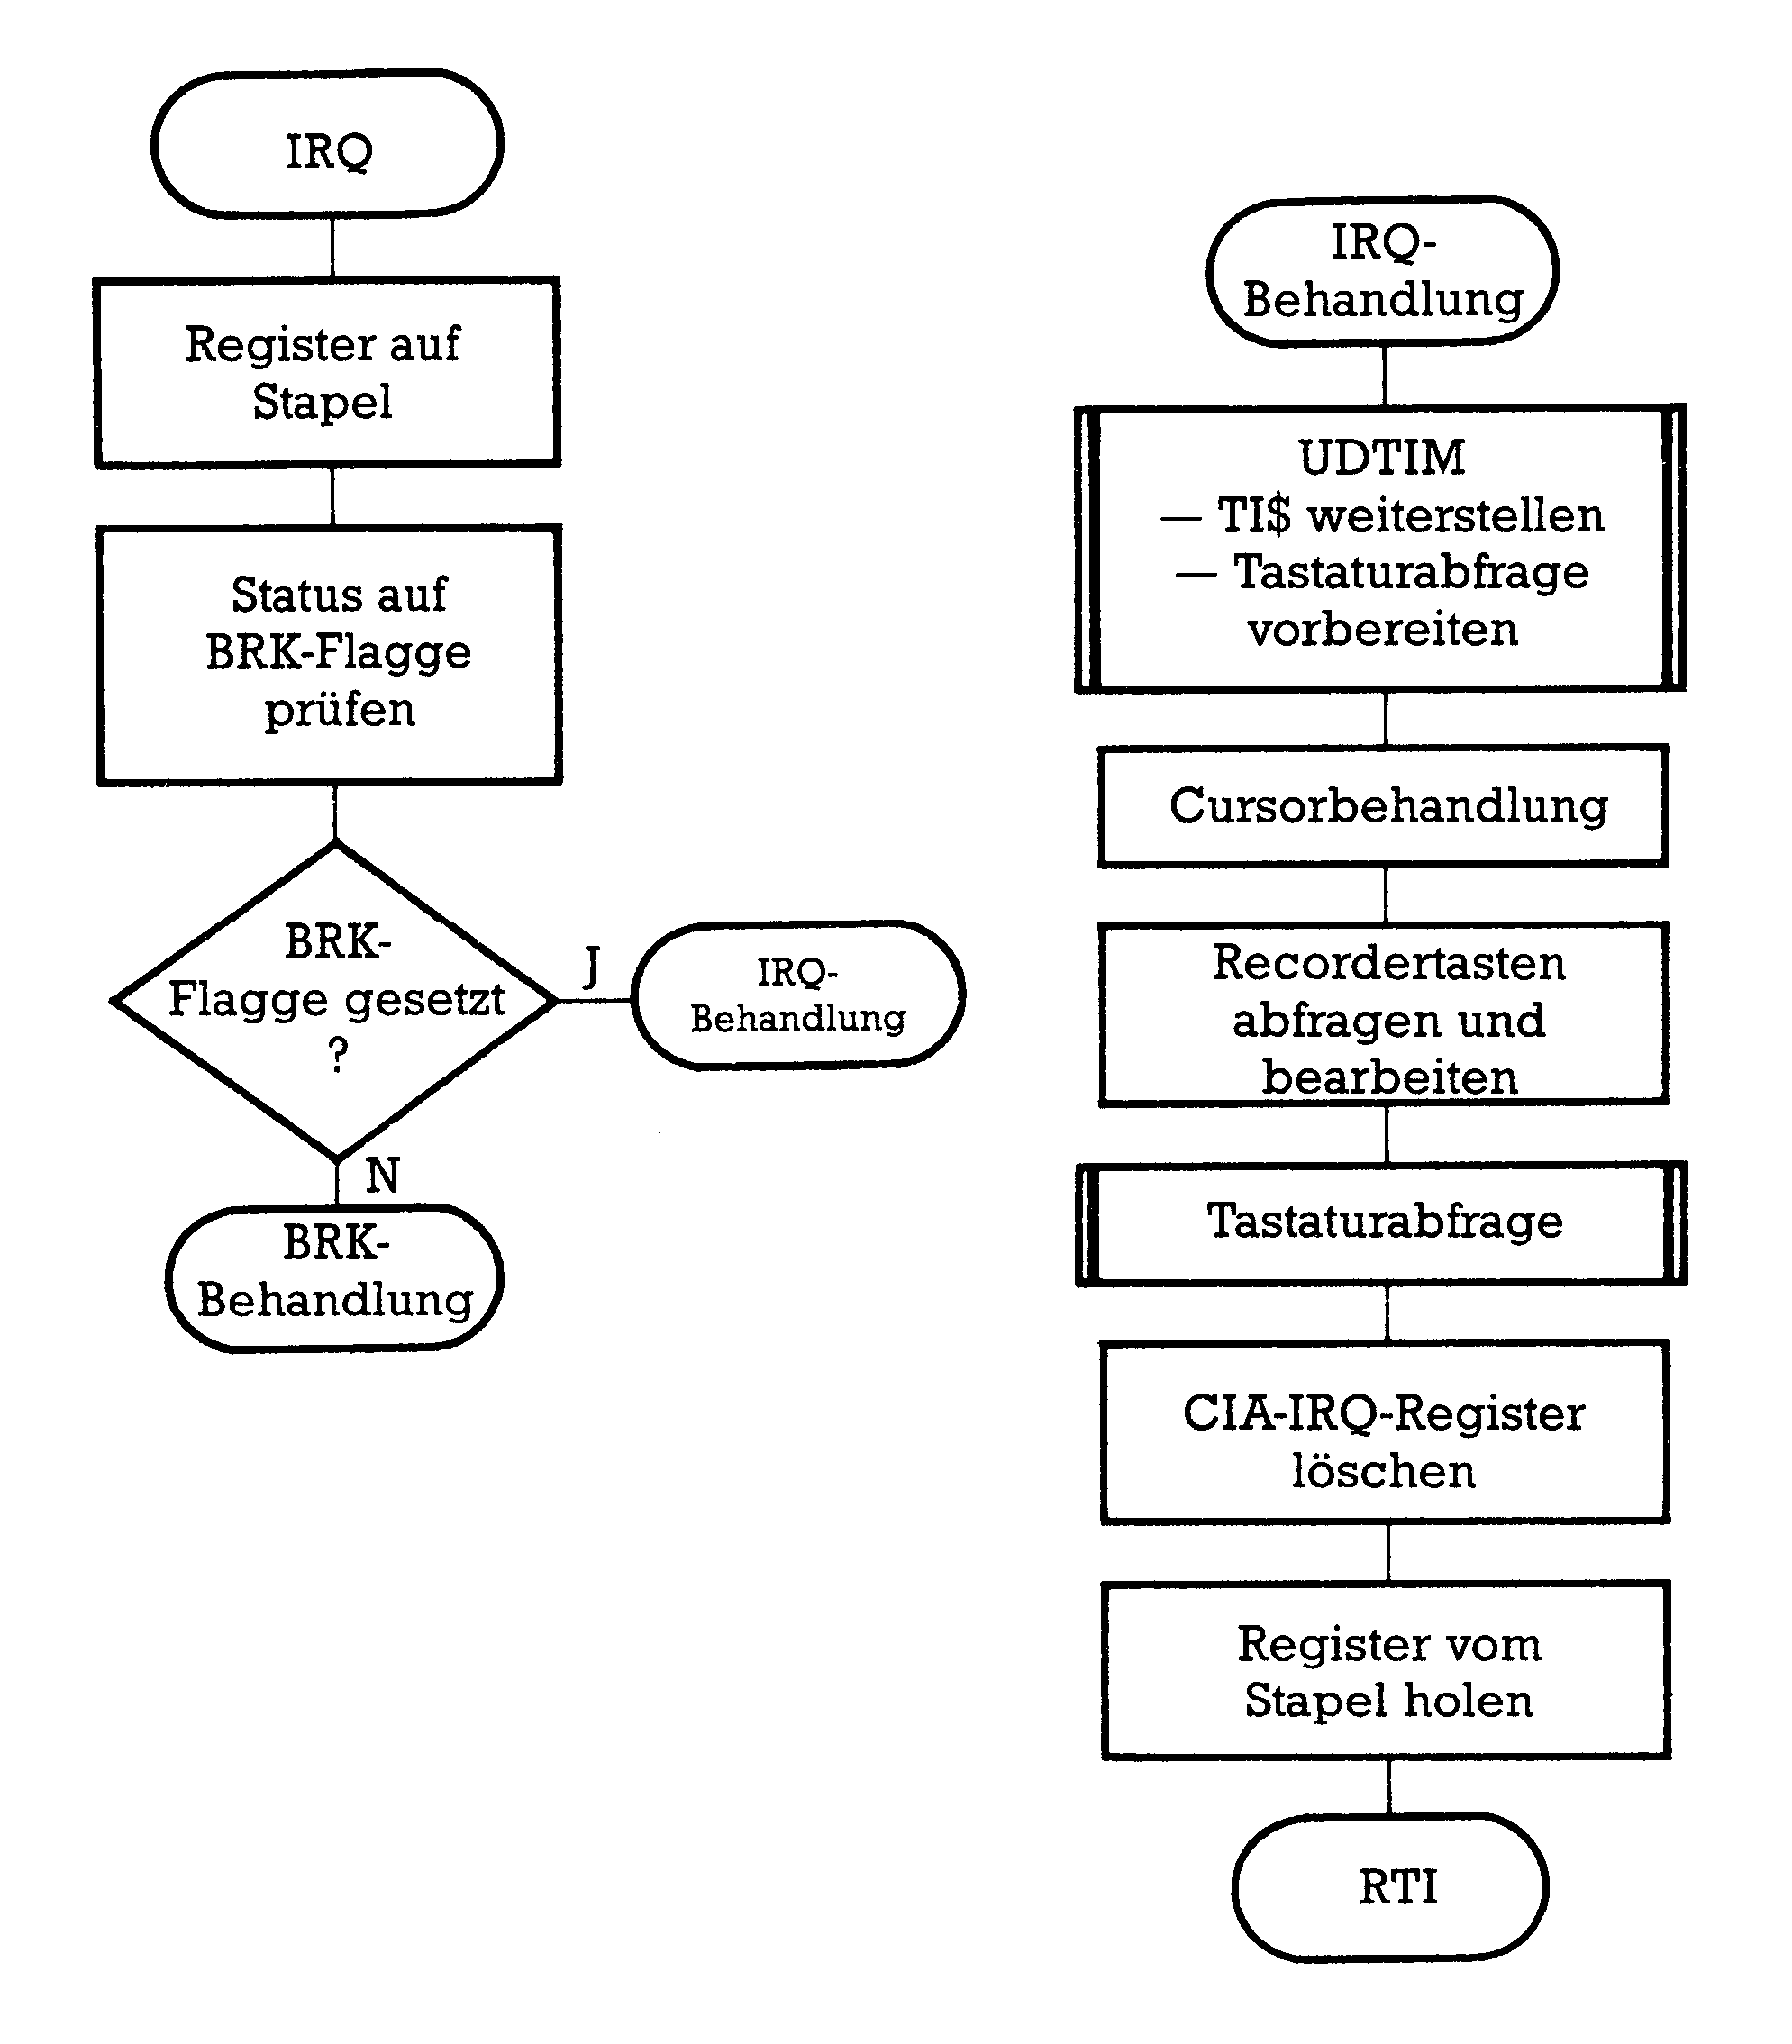 IRQ
Register auf
Stapel
Status auf
BRK-Flagge
prüfen
BRK-
Flagge gesetzt
?
J
IRQ-
Behandlung
N
BRK-
Behandlung
IRQ-
Behandlung
UDTIM
— TI$ weiterstellen
— Tastaturabfrage
vorbereiten
Cursorbehandlung
Recordertasten
abfragen und
bearbeiten
Tastaturabfrage
CIA-IRQ-Register
löschen
Register vom
Stapel holen
RTI